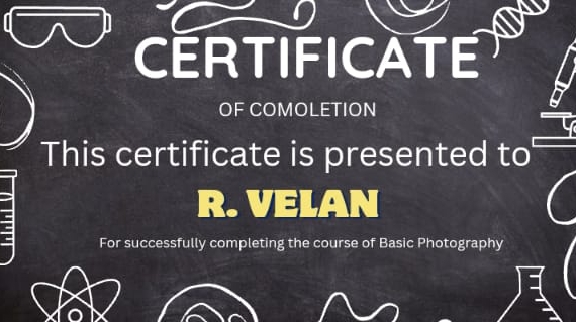 CERTIFICATE
OF COMOLETION
This certificate is presented to
R. VELAN
For successfully completing the course of Basic Photography